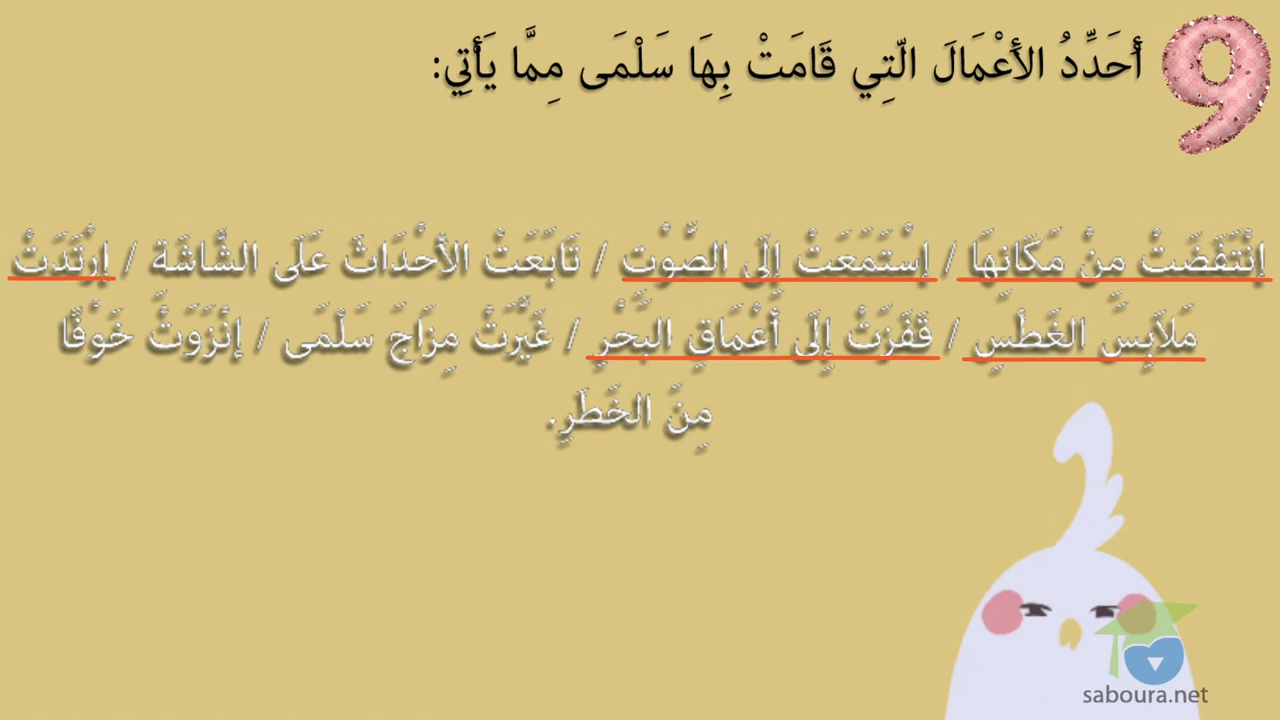 9
أُحَدِّدُ الأَعْمَالَ الّتِي قَامَتْ بِهَا سَلْمَى مِمَّا يَأْتِي:
اِنْتَفَضَتْ مِنْ مَكَانِهَا / اِسْتَمَعَتْ إِلَى الصَّوْتِ / تَابَعَتْ الأَحْدَاثَ عَلَى الشَّاشَة / اِرْتَدَتْ
مَلاَبِسَ الغَطْسِ / قَفَزَتْ إِلَى أَعْمَاقِ البَحْرِ / غَيَّرَتْ مِزَاجَ سَلْمَى / اِنْزَوَتْ خَوْفًا
مِنَ الخَطَرِ.
saboura.net